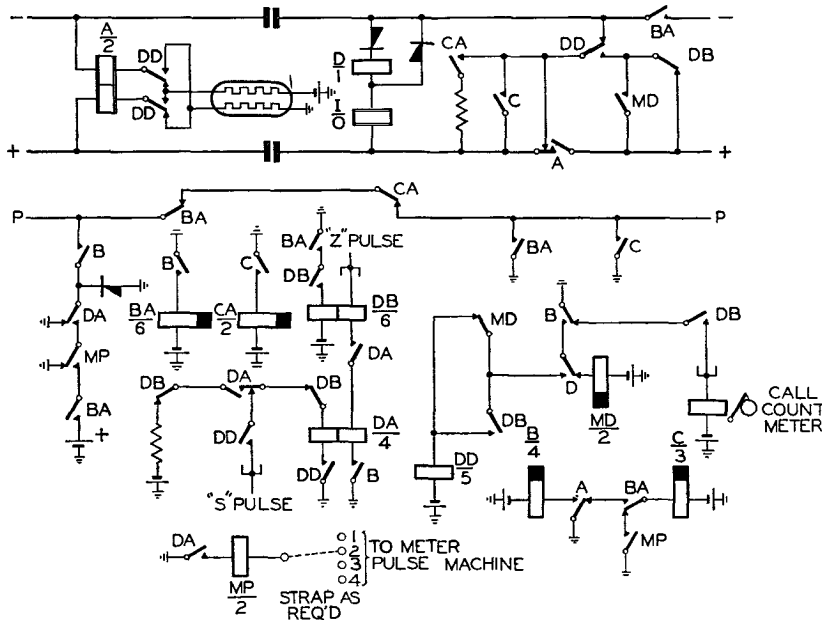 − BA −
A/2 DD D/1 CA DD DB
DD I/0 C MD
+ A +
P BA CA P
B B C BA "Z" PULSE BA C
DB
DA BA/6 CA/2 DB/6 MD B DB
MP DA D
DB DA DB CALL
BA DB MD/2 COUNT
+ DD DA/4 B/4 C/3 METER
DD B DD/5 A BA
"S" PULSE
MP
DA 1
2 TO METER
3 PULSE MACHINE
MP/2 4
STRAP AS
REQ'D